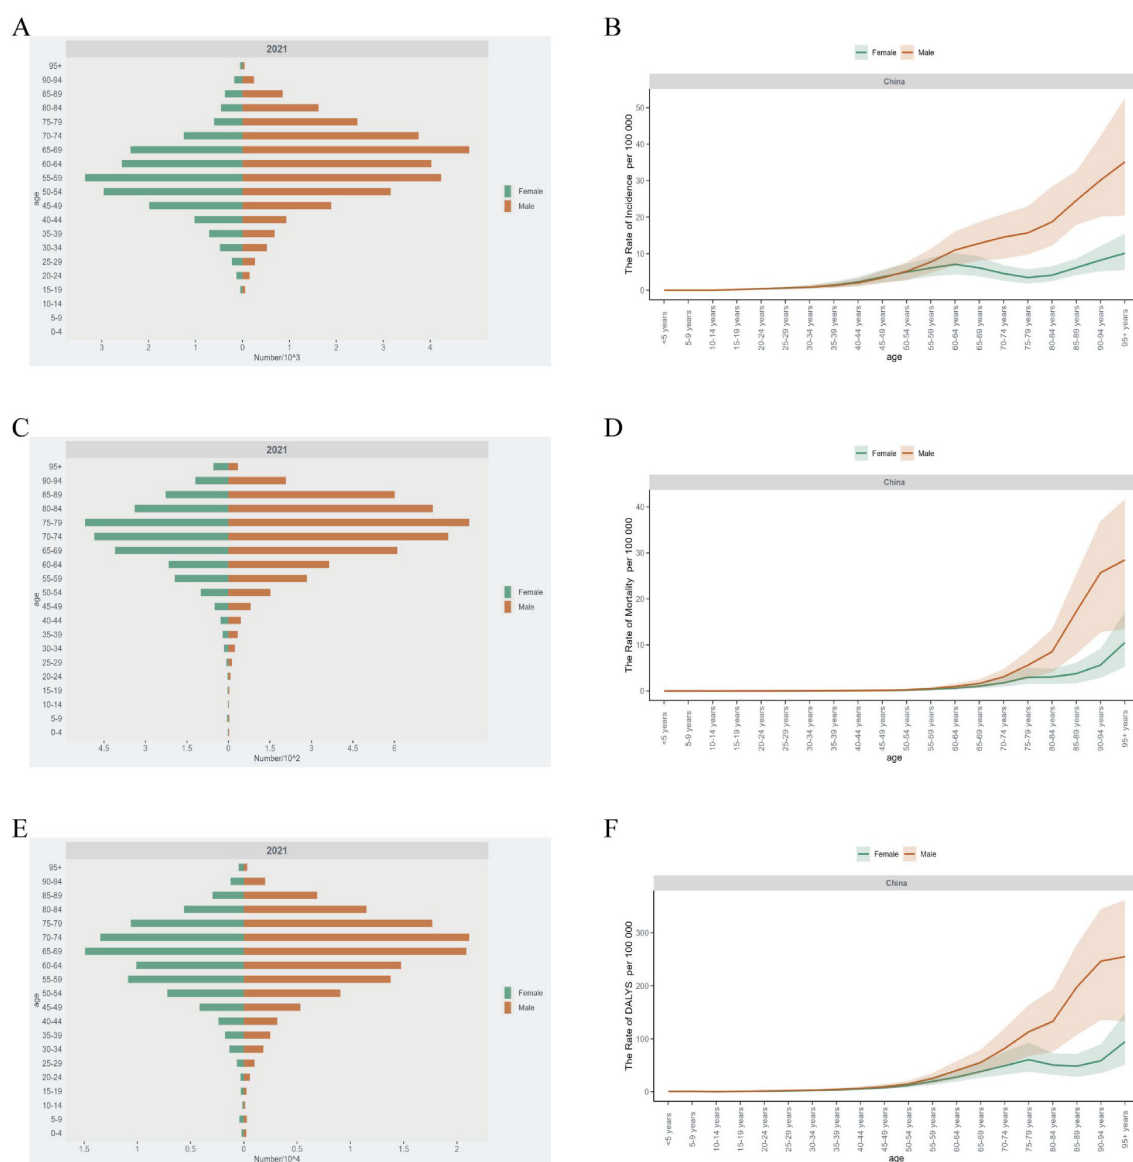 A
2021
95+
90-94
85-89
80-84
75-79
70-74
65-69
60-64
55-59
50-54
45-49
40-44
35-39
30-34
25-29
20-24
15-19
10-14
5-9
0-4
age
Female
Male
3 2 1 0 1 2 3 4
Number/10^3
B
Female Male
China
The Rate of Incidence per 100 000
50
40
30
20
10
0
<5 years
5-9 years
10-14 years
15-19 years
20-24 years
25-29 years
30-34 years
35-39 years
40-44 years
45-49 years
50-54 years
55-59 years
60-64 years
65-69 years
70-74 years
75-79 years
80-84 years
85-89 years
90-94 years
95+ years
age
C
2021
95+
90-94
85-89
80-84
75-79
70-74
65-69
60-64
55-59
50-54
45-49
40-44
35-39
30-34
25-29
20-24
15-19
10-14
5-9
0-4
age
Female
Male
4.5 3 1.5 0 1.5 3 4.5 6
Number/10^2
D
Female Male
China
The Rate of Mortality per 100 000
40
30
20
10
0
<5 years
5-9 years
10-14 years
15-19 years
20-24 years
25-29 years
30-34 years
35-39 years
40-44 years
45-49 years
50-54 years
55-59 years
60-64 years
65-69 years
70-74 years
75-79 years
80-84 years
85-89 years
90-94 years
95+ years
age
E
2021
95+
90-94
85-89
80-84
75-79
70-74
65-69
60-64
55-59
50-54
45-49
40-44
35-39
30-34
25-29
20-24
15-19
10-14
5-9
0-4
age
Female
Male
1.5 1 0.5 0 0.5 1 1.5 2
Number/10^4
F
Female Male
China
The Rate of DALYS per 100 000
300
200
100
0
<5 years
5-9 years
10-14 years
15-19 years
20-24 years
25-29 years
30-34 years
35-39 years
40-44 years
45-49 years
50-54 years
55-59 years
60-64 years
65-69 years
70-74 years
75-79 years
80-84 years
85-89 years
90-94 years
95+ years
age